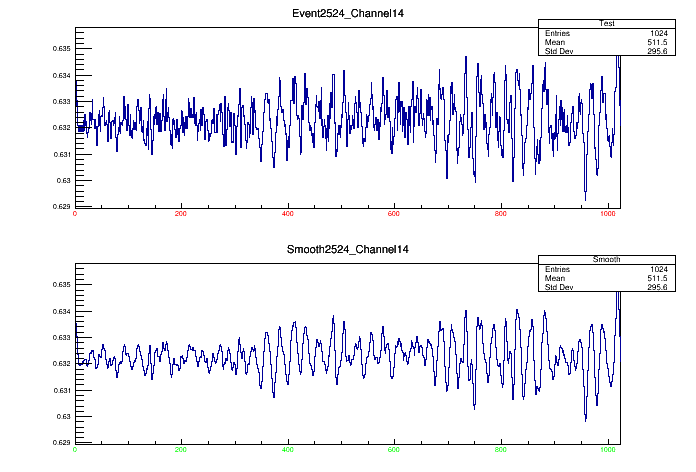 Event2524_Channel14
Test
Entries 1024
Mean 511.5
Std Dev 295.6
0.635
0.634
0.633
0.632
0.631
0.63
0.629
0 200 400 600 800 1000
Smooth2524_Channel14
Smooth
Entries 1024
Mean 511.5
Std Dev 295.6
0.635
0.634
0.633
0.632
0.631
0.63
0.629
0 200 400 600 800 1000